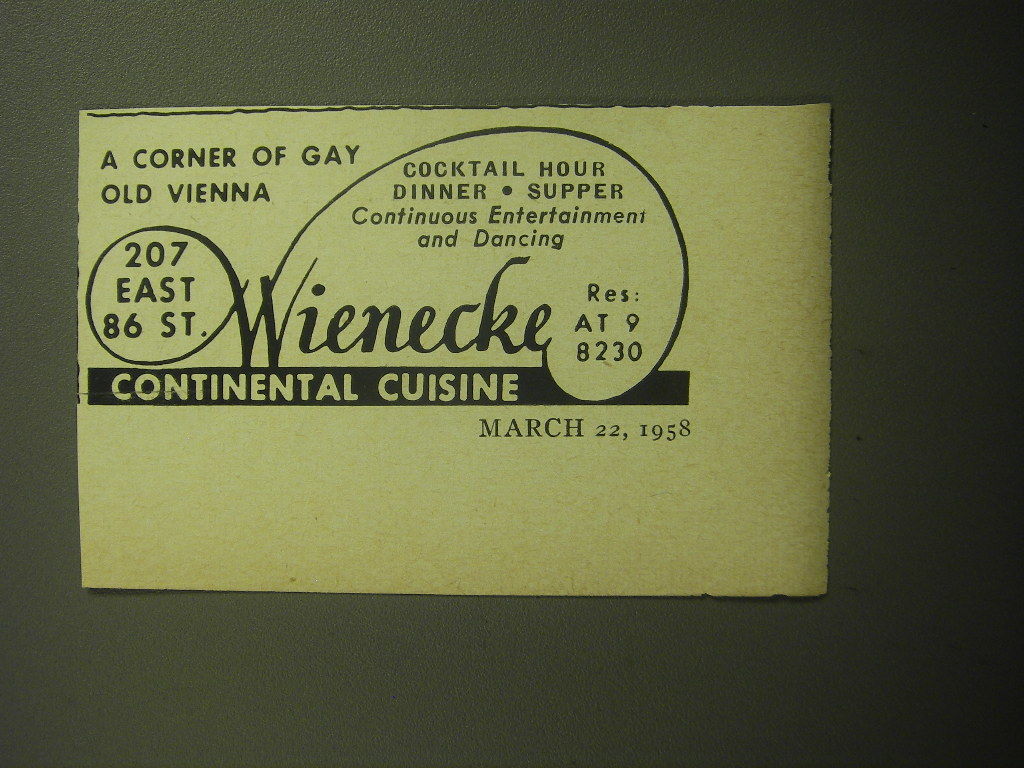 A CORNER OF GAY
OLD VIENNA
COCKTAIL HOUR
DINNER • SUPPER
Continuous Entertainment
and Dancing
207
EAST
86 ST.
Wienecke
Res:
AT 9
8230
CONTINENTAL CUISINE
MARCH 22, 1958